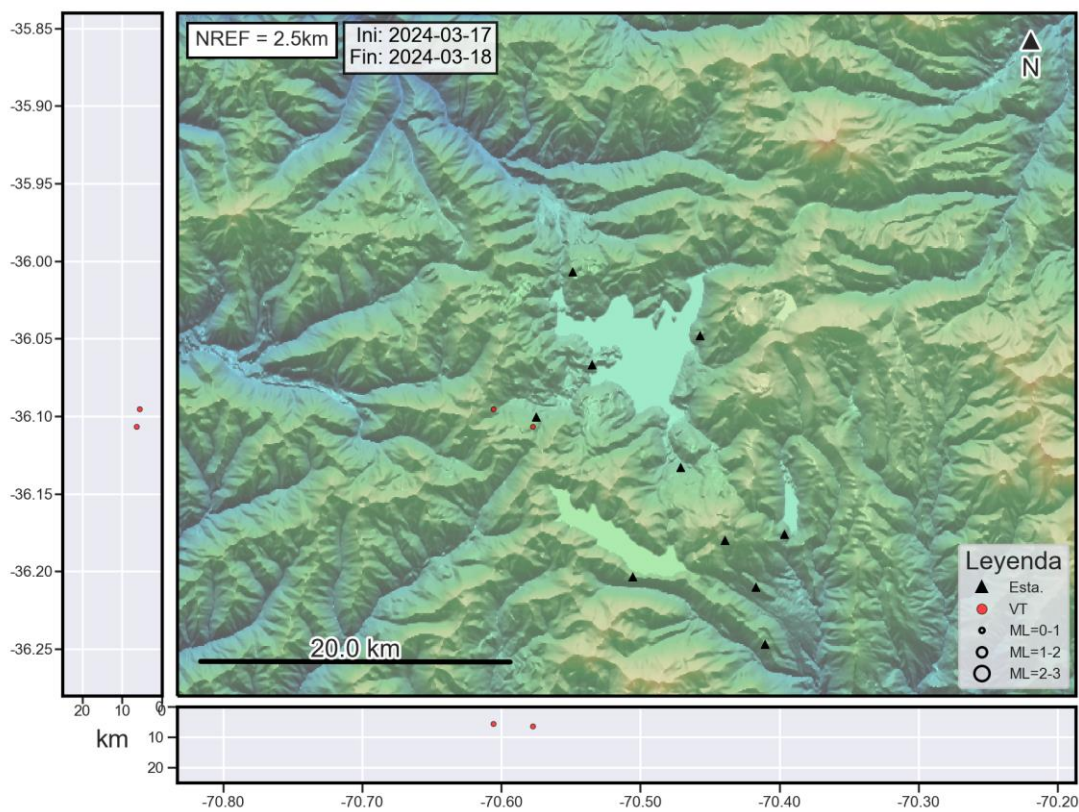 NREF = 2.5km
Ini: 2024-03-17
Fin: 2024-03-18
N
-35.85
-35.90
-35.95
-36.00
-36.05
-36.10
-36.15
-36.20
-36.25
20.0 km
Leyenda
Esta.
VT
ML=0-1
ML=1-2
ML=2-3
20 10 0
km
0
10
20
-70.80 -70.70 -70.60 -70.50 -70.40 -70.30 -70.20